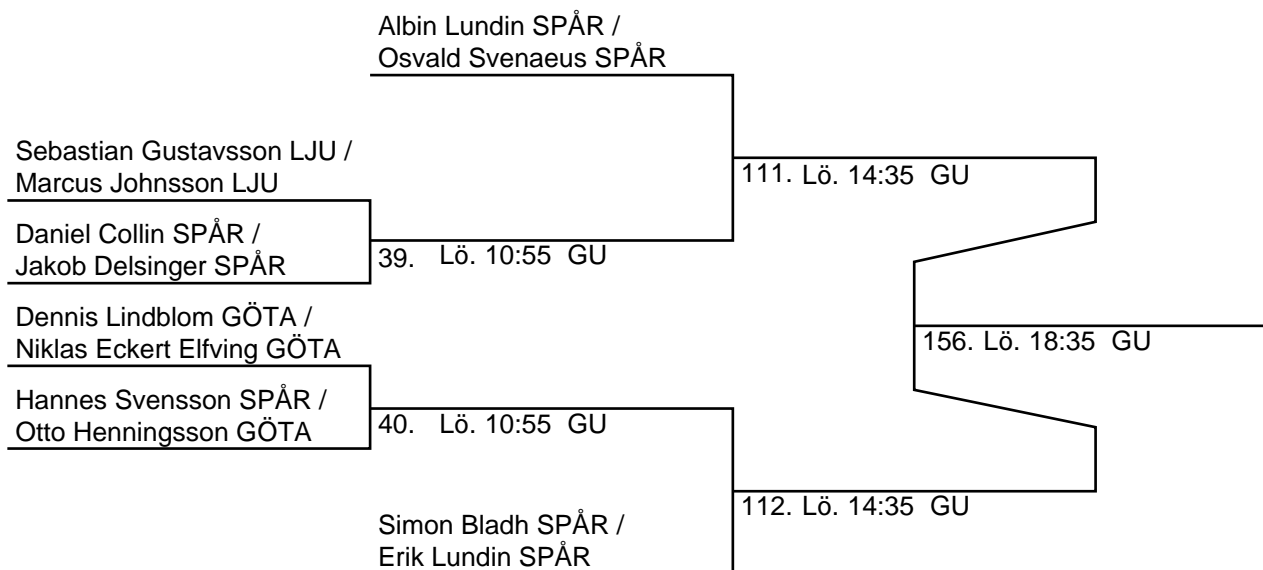 Albin Lundin SPÅR /
Osvald Svenaeus SPÅR
Sebastian Gustavsson LJU /
Marcus Johnsson LJU
111. Lö. 14:35 GU
Daniel Collin SPÅR /
Jakob Delsinger SPÅR
39. Lö. 10:55 GU
Dennis Lindblom GÖTA /
Niklas Eckert Elfving GÖTA
156. Lö. 18:35 GU
Hannes Svensson SPÅR /
Otto Henningsson GÖTA
40. Lö. 10:55 GU
112. Lö. 14:35 GU
Simon Bladh SPÅR /
Erik Lundin SPÅR